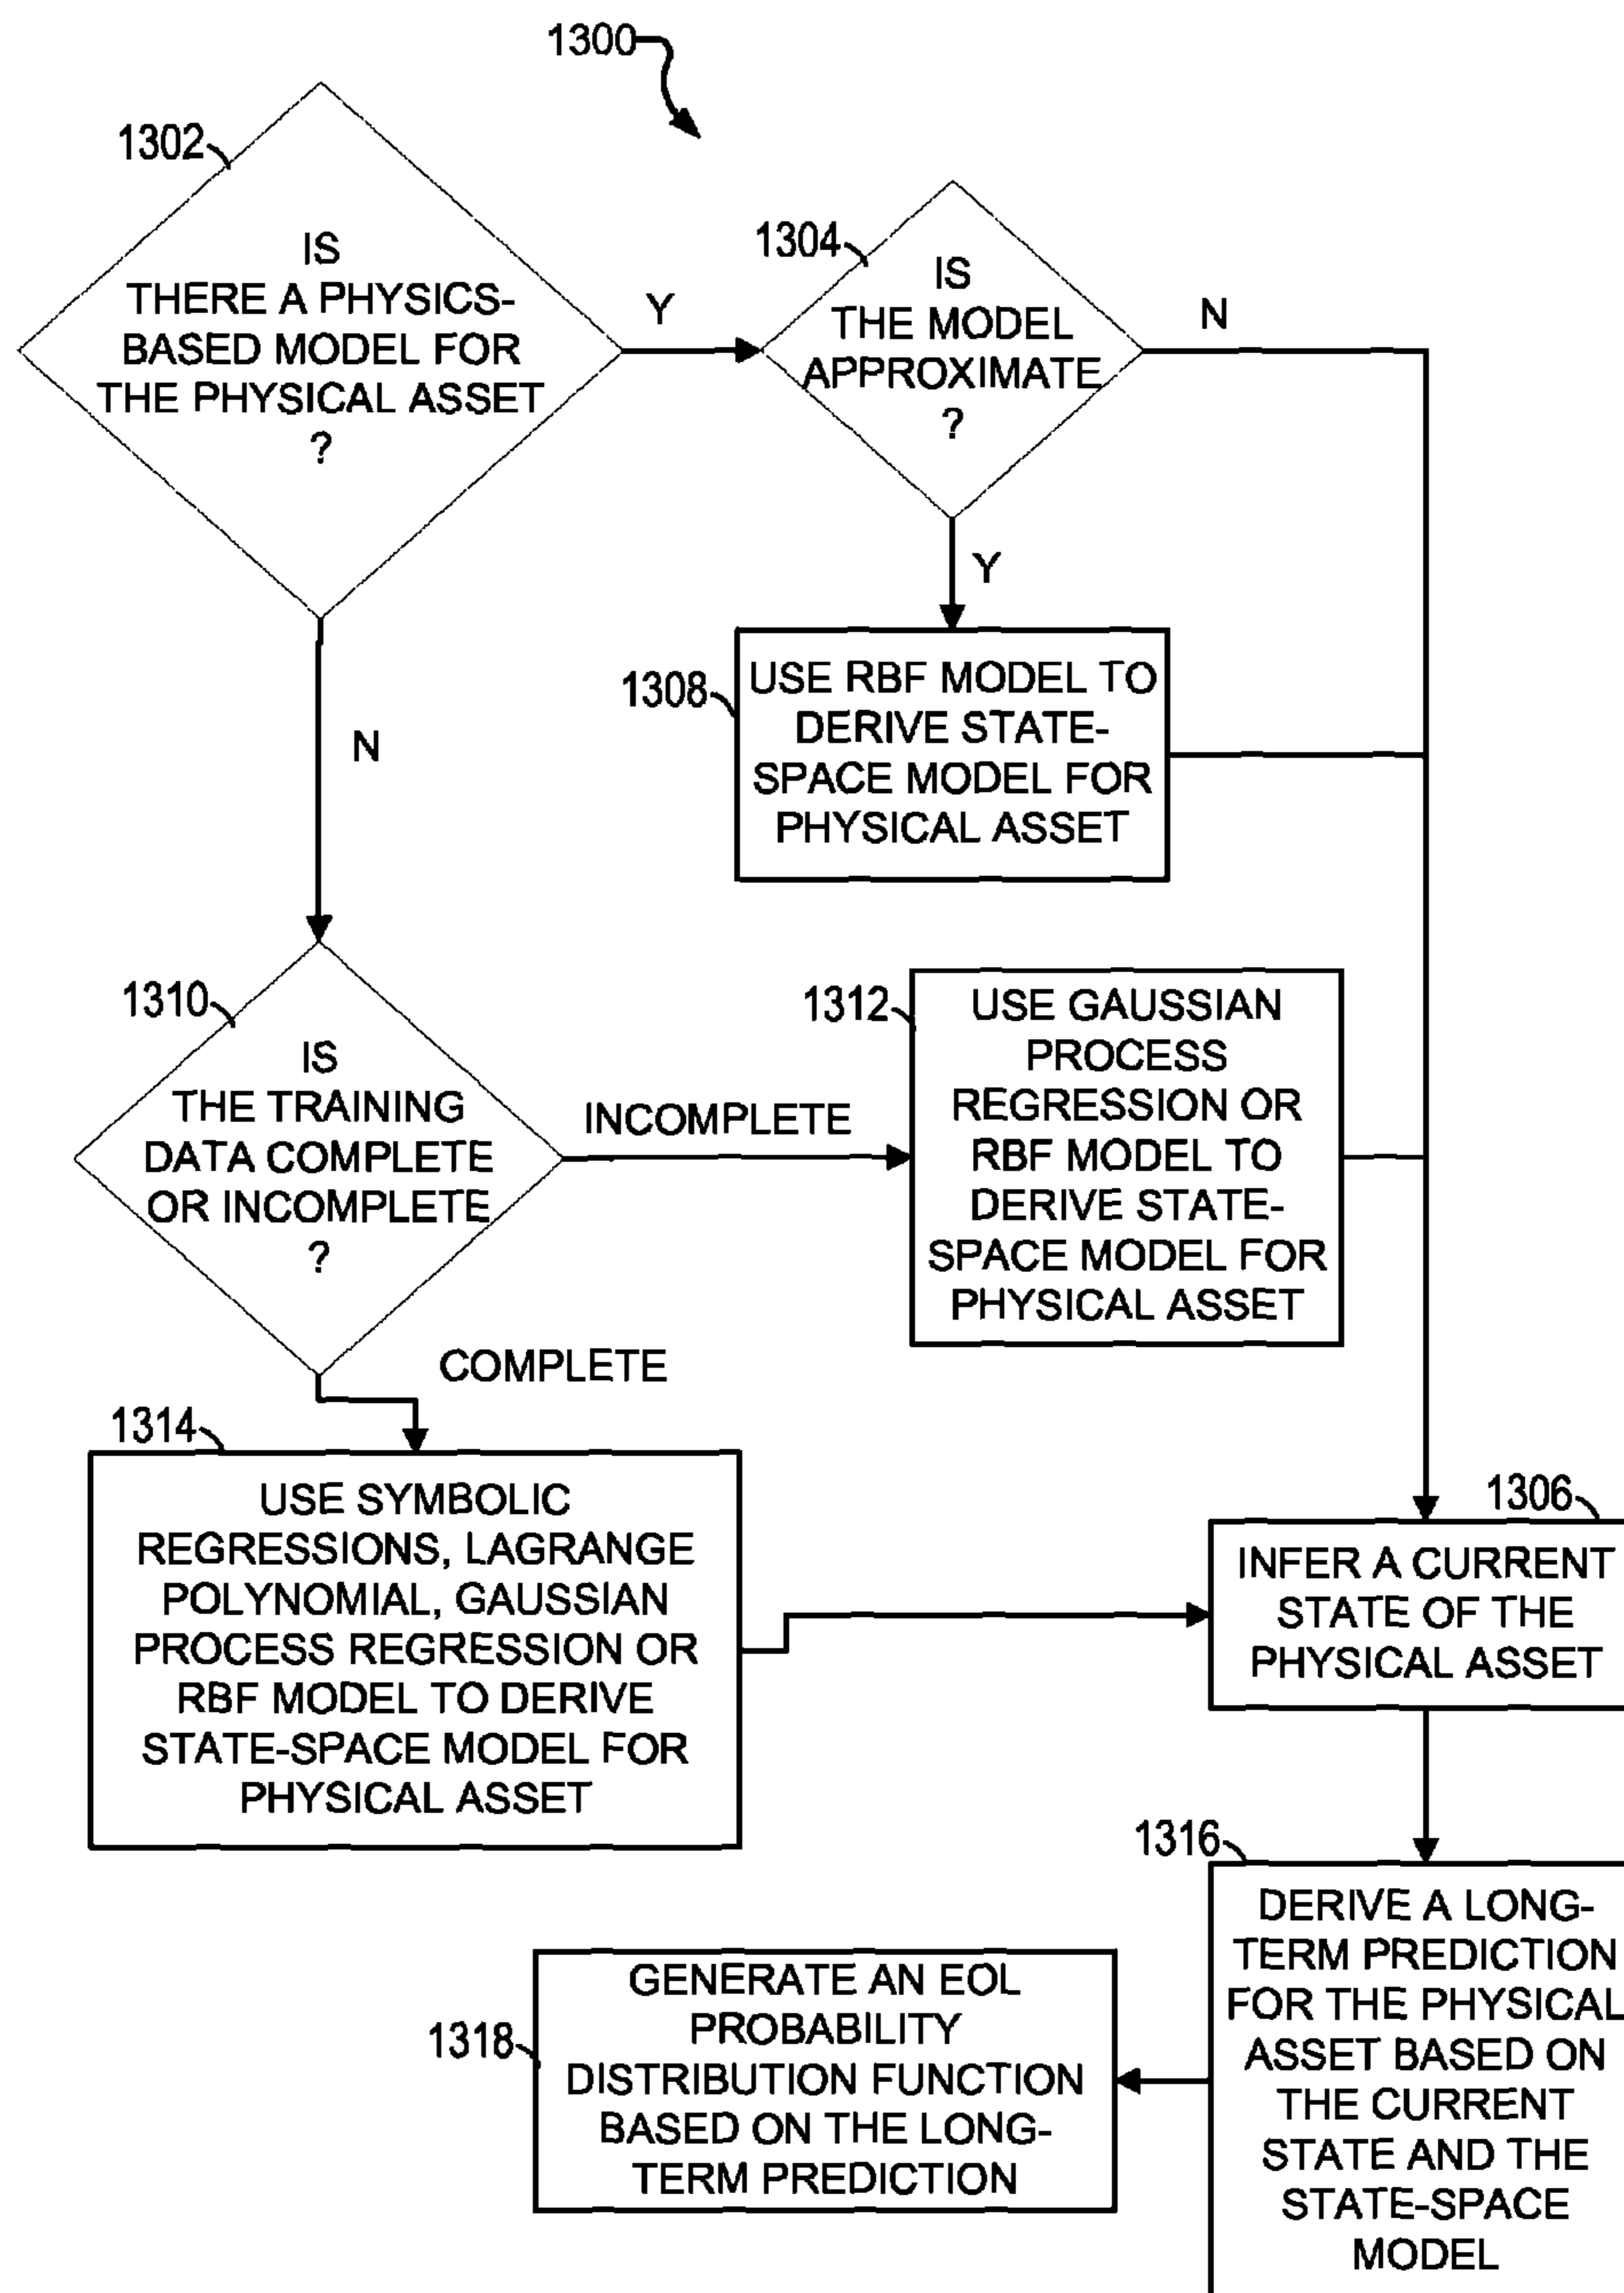 1300
1302
IS
THERE A PHYSICS-
BASED MODEL FOR
THE PHYSICAL ASSET
?
Y
1304
IS
THE MODEL
APPROXIMATE
?
N
Y
1308
USE RBF MODEL TO
DERIVE STATE-
SPACE MODEL FOR
PHYSICAL ASSET
N
1310
IS
THE TRAINING
DATA COMPLETE
OR INCOMPLETE
?
INCOMPLETE
1312
USE GAUSSIAN
PROCESS
REGRESSION OR
RBF MODEL TO
DERIVE STATE-
SPACE MODEL FOR
PHYSICAL ASSET
COMPLETE
1314
USE SYMBOLIC
REGRESSIONS, LAGRANGE
POLYNOMIAL, GAUSSIAN
PROCESS REGRESSION OR
RBF MODEL TO DERIVE
STATE-SPACE MODEL FOR
PHYSICAL ASSET
1306
INFER A CURRENT
STATE OF THE
PHYSICAL ASSET
1316
DERIVE A LONG-
TERM PREDICTION
FOR THE PHYSICAL
ASSET BASED ON
THE CURRENT
STATE AND THE
STATE-SPACE
MODEL
1318
GENERATE AN EOL
PROBABILITY
DISTRIBUTION FUNCTION
BASED ON THE LONG-
TERM PREDICTION